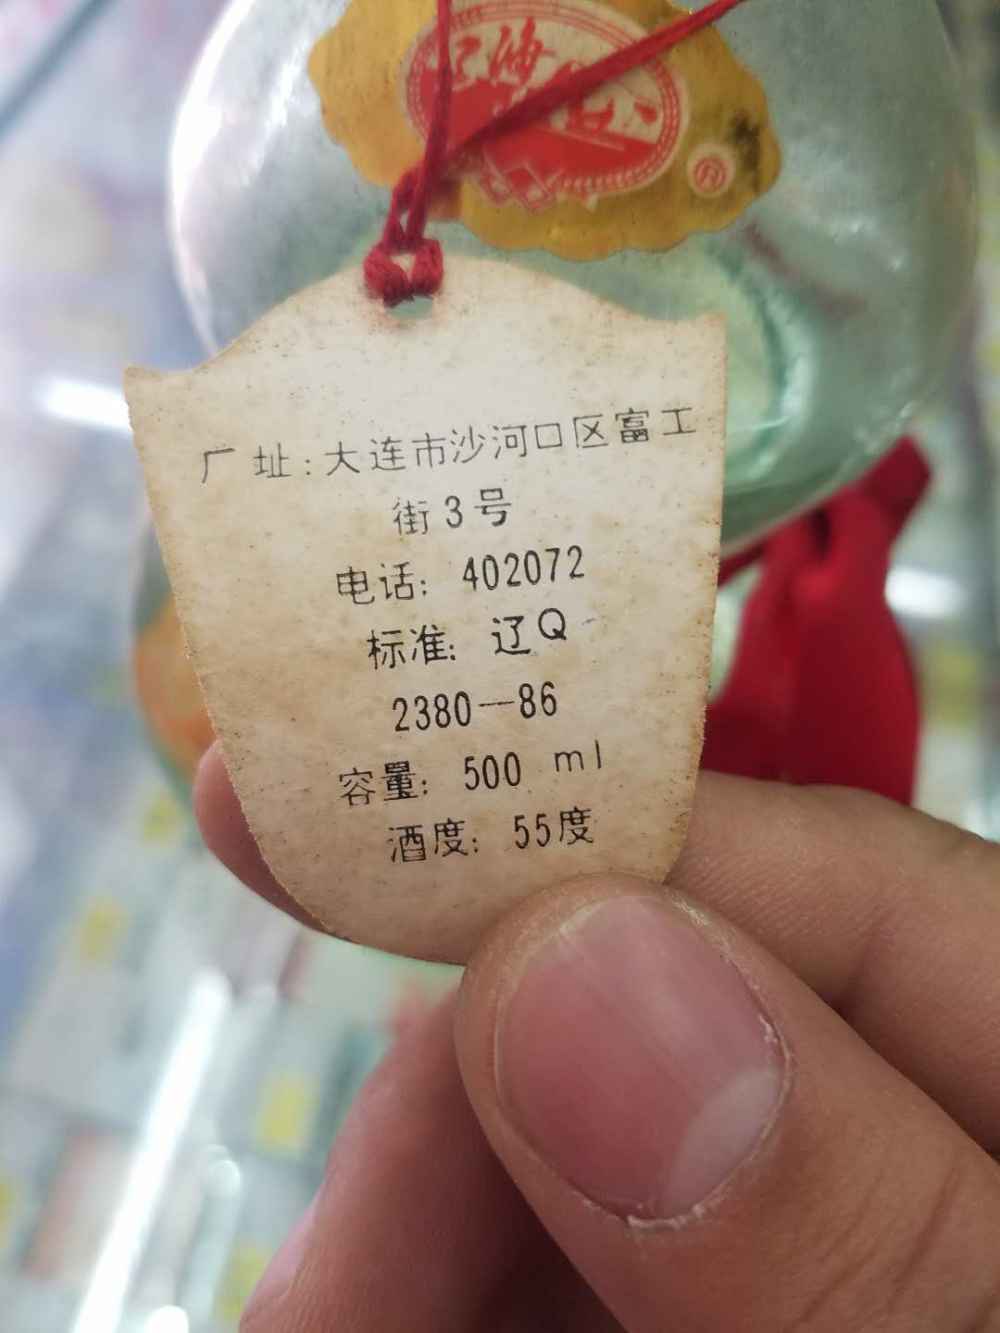 ®
厂址:大连市沙河口区富工
街3号
电话: 402072
标准: 辽Q
2380—86
容量: 500 ml
酒度: 55度